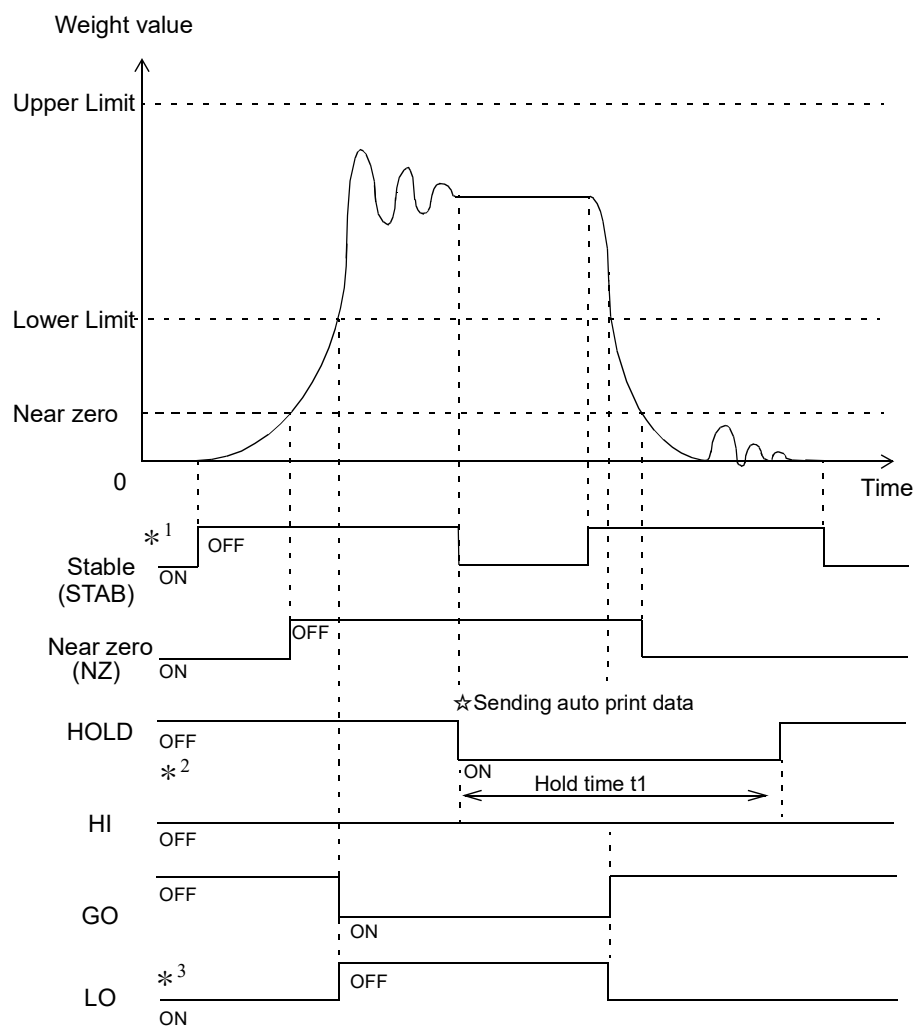 Weight value
Upper Limit
Lower Limit
Near zero
0
Time
*1
OFF
Stable
(STAB)
ON
OFF
Near zero
(NZ)
ON
☆Sending auto print data
HOLD
OFF
*2
ON
Hold time t1
HI
OFF
OFF
GO
ON
*3
OFF
LO
ON